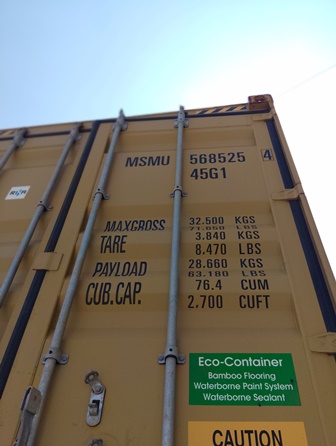 MSMU 568525 4
45G1
MAXGROSS 32.500 KGS
71.650 LBS
TARE 3.840 KGS
8.470 LBS
PAYLOAD 28.660 KGS
63.180 LBS
CUB.CAP. 76.4 CUM
2.700 CUFT
Eco-Container
Bamboo Flooring
Waterborne Paint System
Waterborne Sealant
CAUTION